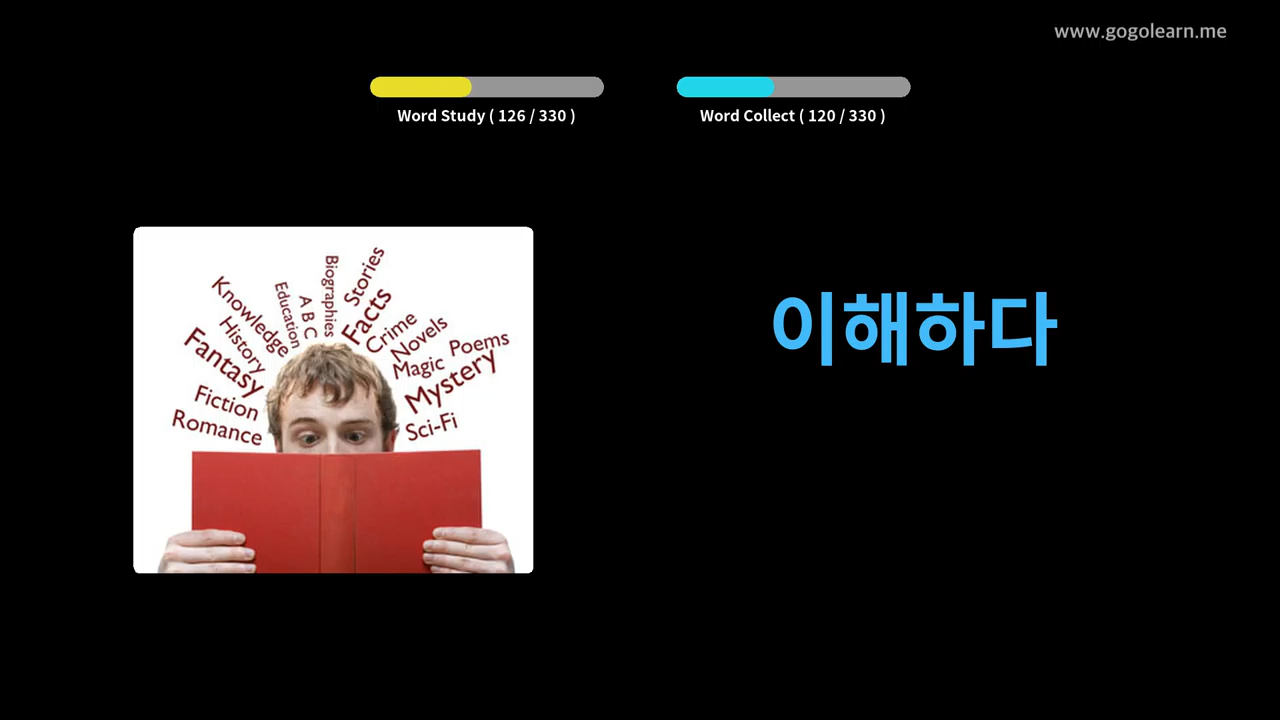 www.gogolearn.me
Word Study ( 126 / 330 )
Word Collect ( 120 / 330 )
Biographies
Stories
Knowledge
Education
A B C
Facts
History
Crime
Novels
Fantasy
Magic
Poems
Mystery
Fiction
Romance
Sci-Fi
이해하다